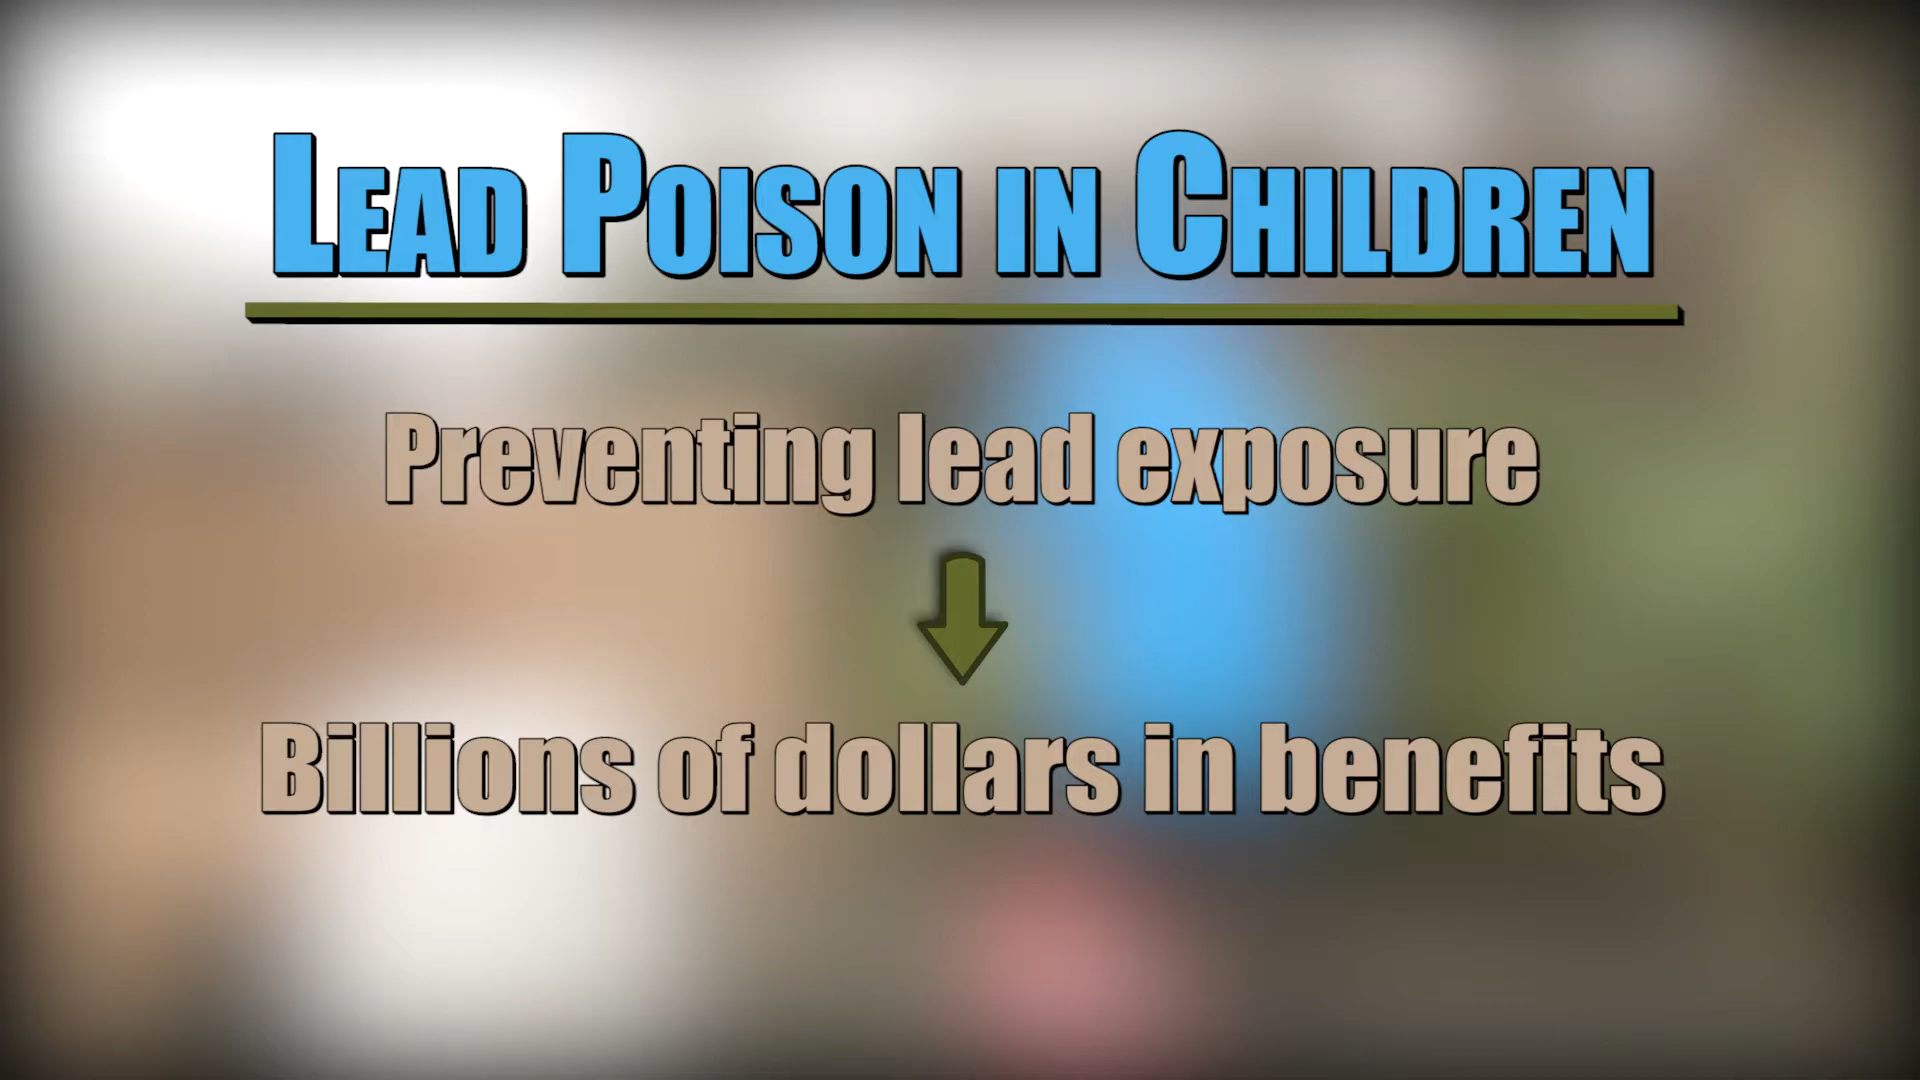 Lead Poison in Children
Preventing lead exposure
Billions of dollars in benefits